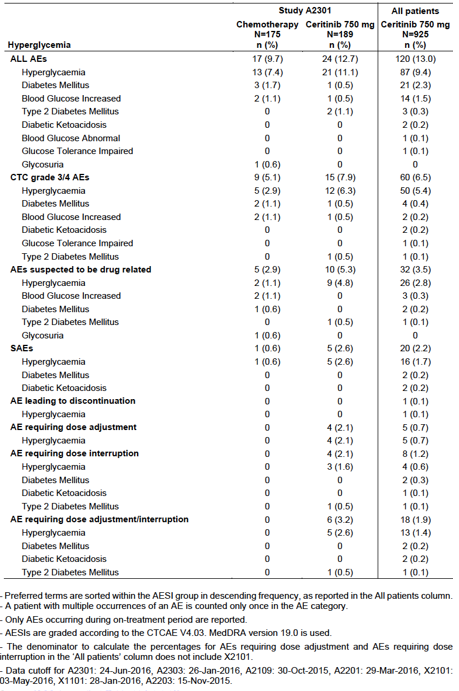 Study A2301 All patients
Chemotherapy Ceritinib 750 mg Ceritinib 750 mg
N=175 N=189 N=925
Hyperglycemia n (%) n (%) n (%)
ALL AEs 17 (9.7) 24 (12.7) 120 (13.0)
Hyperglycaemia 13 (7.4) 21 (11.1) 87 (9.4)
Diabetes Mellitus 3 (1.7) 1 (0.5) 21 (2.3)
Blood Glucose Increased 2 (1.1) 1 (0.5) 14 (1.5)
Type 2 Diabetes Mellitus 0 2 (1.1) 3 (0.3)
Diabetic Ketoacidosis 0 0 2 (0.2)
Blood Glucose Abnormal 0 0 1 (0.1)
Glucose Tolerance Impaired 0 0 1 (0.1)
Glycosuria 1 (0.6) 0 0
CTC grade 3/4 AEs 9 (5.1) 15 (7.9) 60 (6.5)
Hyperglycaemia 5 (2.9) 12 (6.3) 50 (5.4)
Diabetes Mellitus 2 (1.1) 1 (0.5) 4 (0.4)
Blood Glucose Increased 2 (1.1) 1 (0.5) 2 (0.2)
Diabetic Ketoacidosis 0 0 2 (0.2)
Glucose Tolerance Impaired 0 0 1 (0.1)
Type 2 Diabetes Mellitus 0 1 (0.5) 1 (0.1)
AEs suspected to be drug related 5 (2.9) 10 (5.3) 32 (3.5)
Hyperglycaemia 2 (1.1) 9 (4.8) 26 (2.8)
Blood Glucose Increased 2 (1.1) 0 3 (0.3)
Diabetes Mellitus 1 (0.6) 0 2 (0.2)
Type 2 Diabetes Mellitus 0 1 (0.5) 1 (0.1)
Glycosuria 1 (0.6) 0 0
SAEs 1 (0.6) 5 (2.6) 20 (2.2)
Hyperglycaemia 1 (0.6) 5 (2.6) 16 (1.7)
Diabetes Mellitus 0 0 2 (0.2)
Diabetic Ketoacidosis 0 0 2 (0.2)
AE leading to discontinuation 0 0 1 (0.1)
Hyperglycaemia 0 0 1 (0.1)
AE requiring dose adjustment 0 4 (2.1) 5 (0.7)
Hyperglycaemia 0 4 (2.1) 5 (0.7)
AE requiring dose interruption 0 4 (2.1) 8 (1.2)
Hyperglycaemia 0 3 (1.6) 4 (0.6)
Diabetes Mellitus 0 0 2 (0.3)
Diabetic Ketoacidosis 0 0 1 (0.1)
Type 2 Diabetes Mellitus 0 1 (0.5) 1 (0.1)
AE requiring dose adjustment/interruption 0 6 (3.2) 18 (1.9)
Hyperglycaemia 0 5 (2.6) 13 (1.4)
Diabetes Mellitus 0 0 2 (0.2)
Diabetic Ketoacidosis 0 0 2 (0.2)
Type 2 Diabetes Mellitus 0 1 (0.5) 1 (0.1)
- Preferred terms are sorted within the AESI group in descending frequency, as reported in the All patients column.
- A patient with multiple occurrences of an AE is counted only once in the AE category.
- Only AEs occurring during on-treatment period are reported.
- AESIs are graded according to the CTCAE V4.03. MedDRA version 19.0 is used.
- The denominator to calculate the percentages for AEs requiring dose adjustment and AEs requiring dose
interruption in the 'All patients' column does not include X2101.
- Data cutoff for A2301: 24-Jun-2016, A2303: 26-Jan-2016, A2109: 30-Oct-2015, A2201: 29-Mar-2016, X2101:
03-May-2016, X1101: 28-Jan-2016, A2203: 15-Nov-2015.